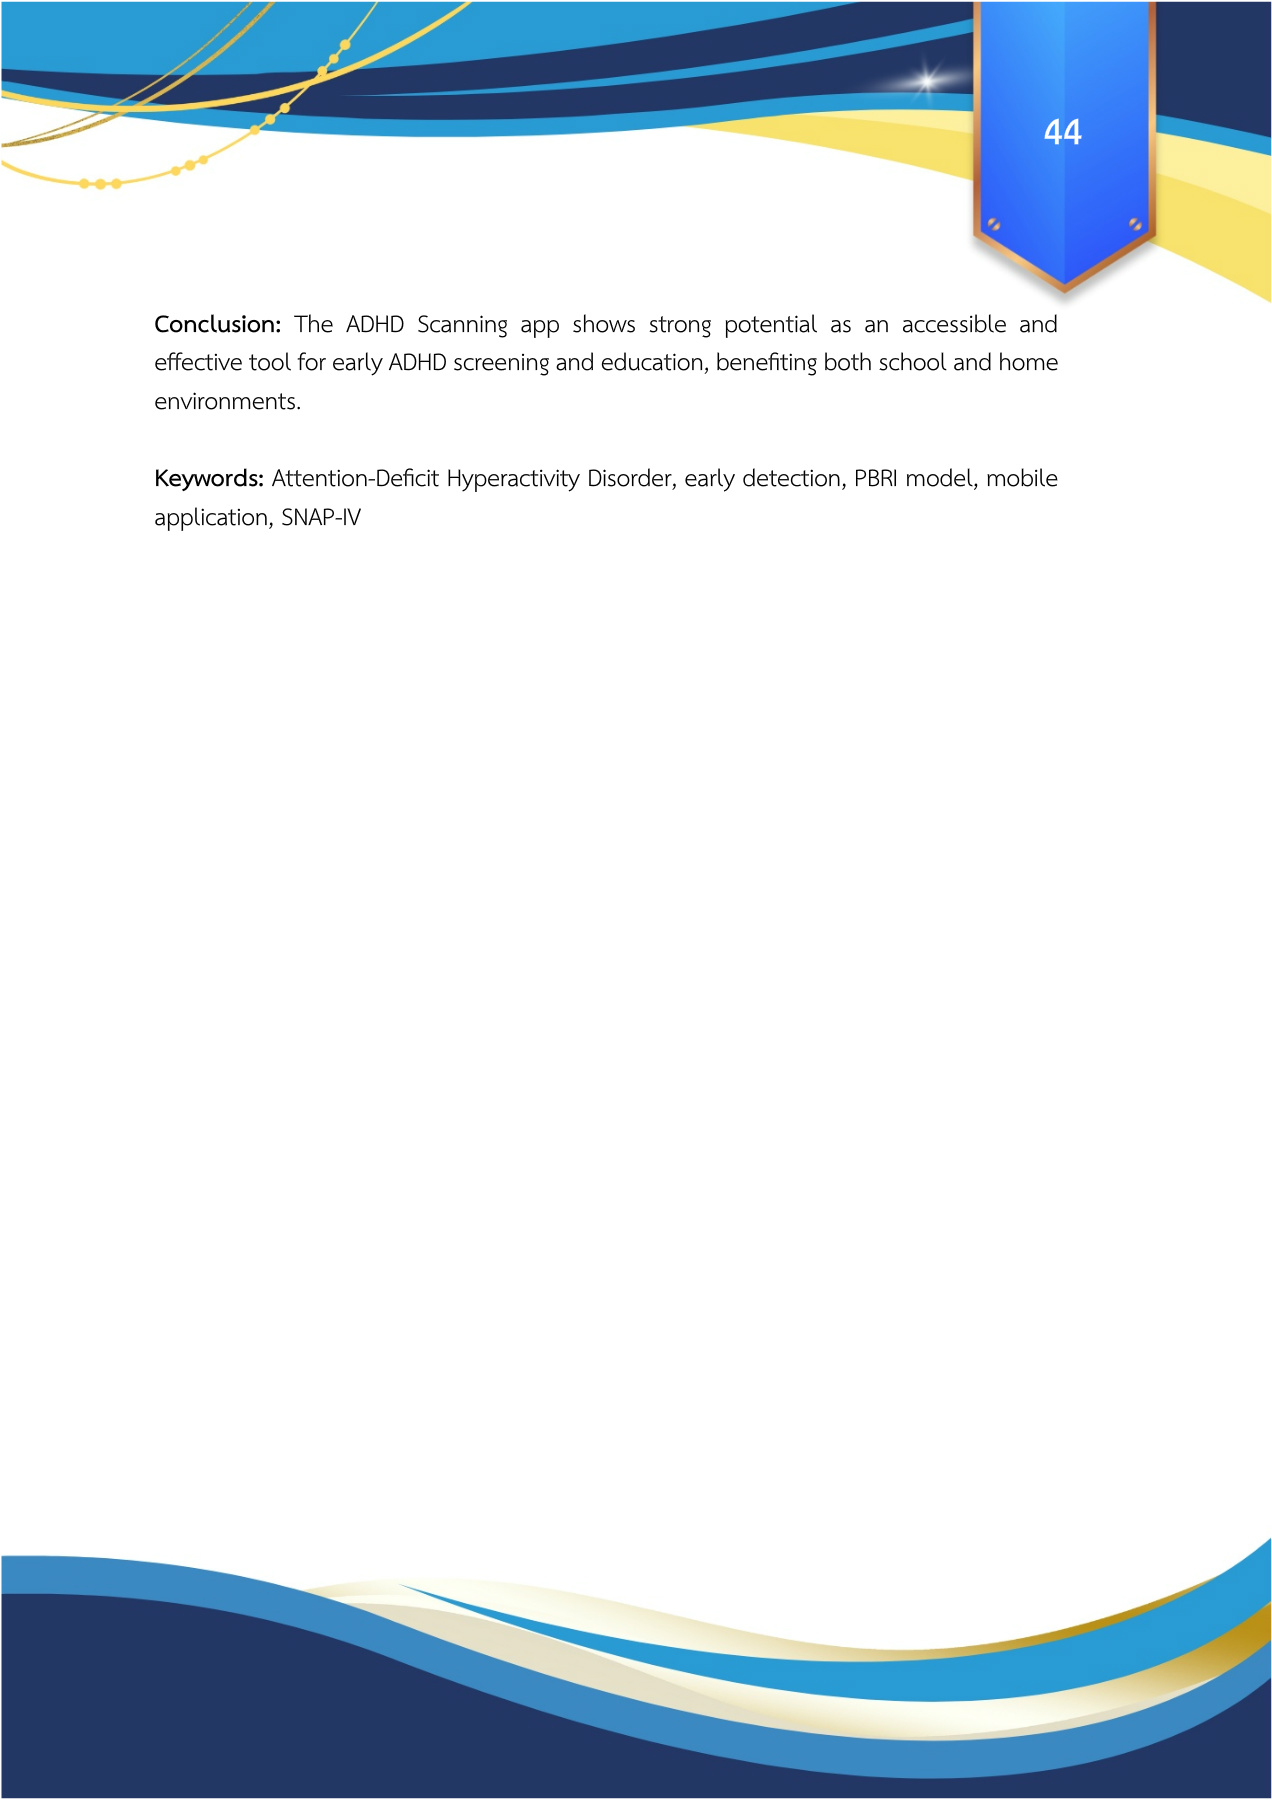 44
Conclusion: The ADHD Scanning app shows strong potential as an accessible and
effective tool for early ADHD screening and education, benefiting both school and home
environments.
Keywords: Attention-Deficit Hyperactivity Disorder, early detection, PBRI model, mobile
application, SNAP-IV